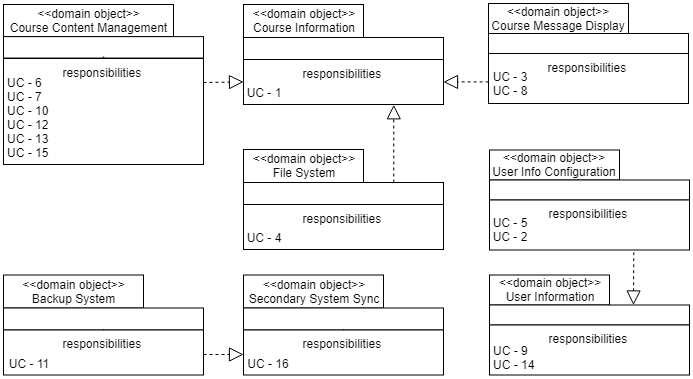 <<domain object>>
Course Content Management
responsibilities
UC - 6
UC - 7
UC - 10
UC - 12
UC - 13
UC - 15
<<domain object>>
Course Information
responsibilities
UC - 1
<<domain object>>
Course Message Display
responsibilities
UC - 3
UC - 8
<<domain object>>
File System
responsibilities
UC - 4
<<domain object>>
User Info Configuration
responsibilities
UC - 5
UC - 2
<<domain object>>
Backup System
responsibilities
UC - 11
<<domain object>>
Secondary System Sync
responsibilities
UC - 16
<<domain object>>
User Information
responsibilities
UC - 9
UC - 14